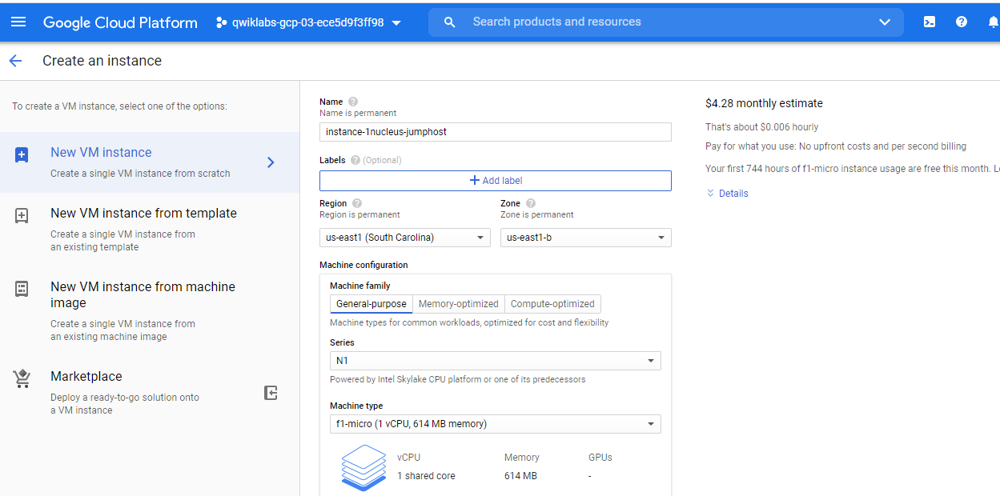 Google Cloud Platform
qwiklabs-gcp-03-ece5d9f3ff98
Search products and resources
Create an instance
To create a VM instance, select one of the options:
New VM instance
Create a single VM instance from scratch
New VM instance from template
Create a single VM instance from
an existing template
New VM instance from machine
image
Create a single VM instance from
an existing machine image
Marketplace
Deploy a ready-to-go solution onto
a VM instance
Name
Name is permanent
instance-1nucleus-jumphost
Labels (Optional)
Add label
Region
Region is permanent
us-east1 (South Carolina)
Zone
Zone is permanent
us-east1-b
Machine configuration
Machine family
General-purpose Memory-optimized Compute-optimized
Machine types for common workloads, optimized for cost and flexibility
Series
N1
Powered by Intel Skylake CPU platform or one of its predecessors
Machine type
f1-micro (1 vCPU, 614 MB memory)
vCPU Memory GPUs
1 shared core 614 MB -
$4.28 monthly estimate
That's about $0.006 hourly
Pay for what you use: No upfront costs and per second billing
Your first 744 hours of f1-micro instance usage are free this month.
Details